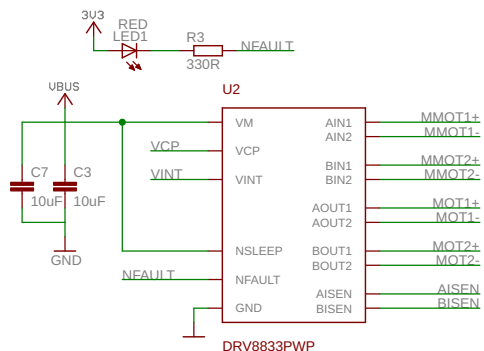 3V3
RED
LED1
R3
330R
NFAULT
VBUS
C7
10uF
C3
10uF
GND
VCP
VINT
NFAULT
U2
VM
VCP
VINT
NSLEEP
NFAULT
GND
AIN1
AIN2
BIN1
BIN2
AOUT1
AOUT2
BOUT1
BOUT2
AISEN
BISEN
MMOT1+
MMOT1-
MMOT2+
MMOT2-
MOT1+
MOT1-
MOT2+
MOT2-
AISEN
BISEN
DRV8833PWP